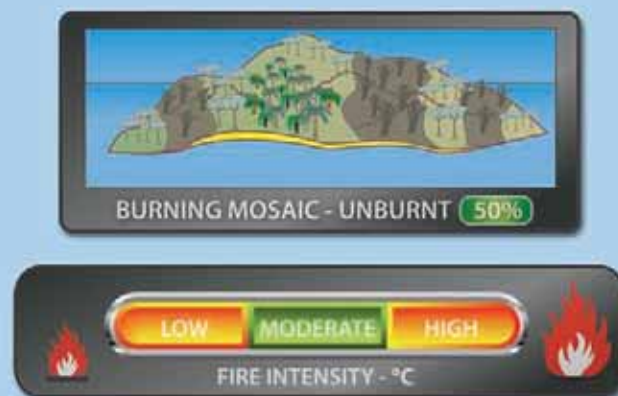 BURNING MOSAIC - UNBURNT 50%
LOW MODERATE HIGH
FIRE INTENSITY - °C